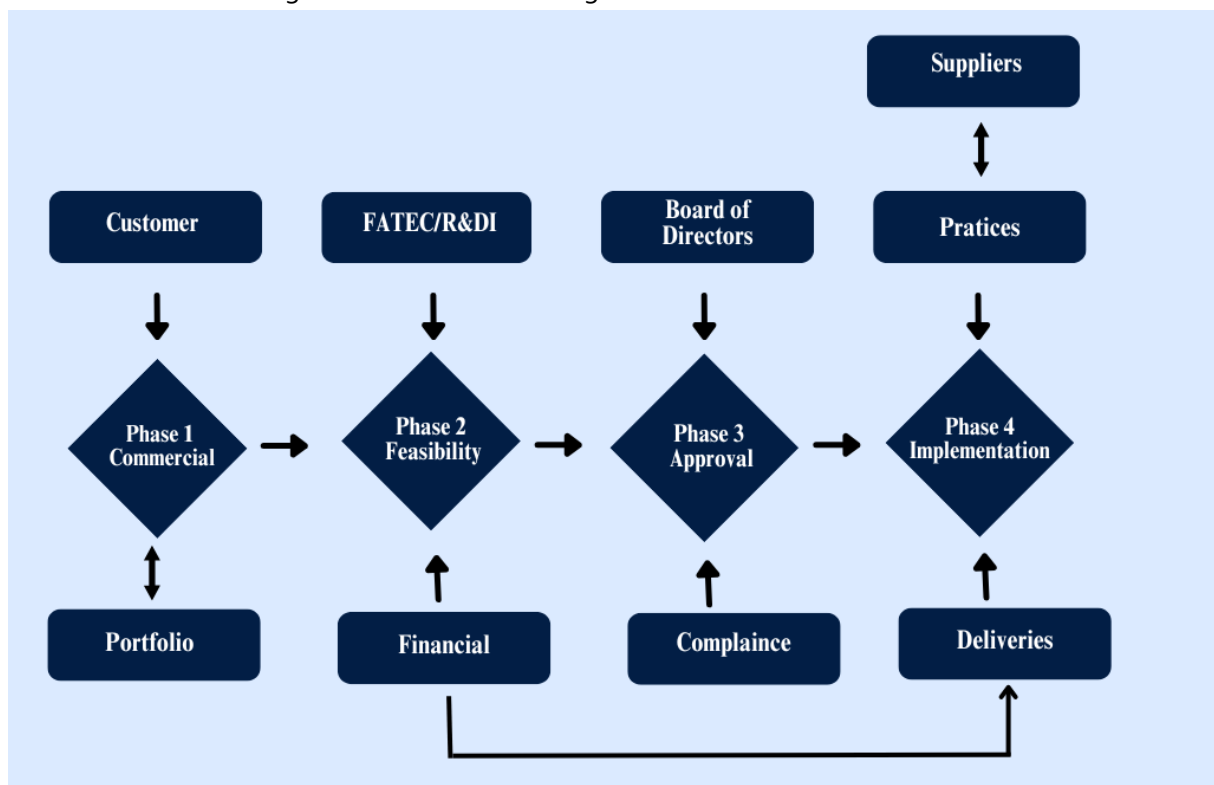 Suppliers
Customer
FATEC/R&DI
Board of
Directors
Pratices
Phase 1
Commercial
Phase 2
Feasibility
Phase 3
Approval
Phase 4
Implementation
Portfolio
Financial
Complaince
Deliveries